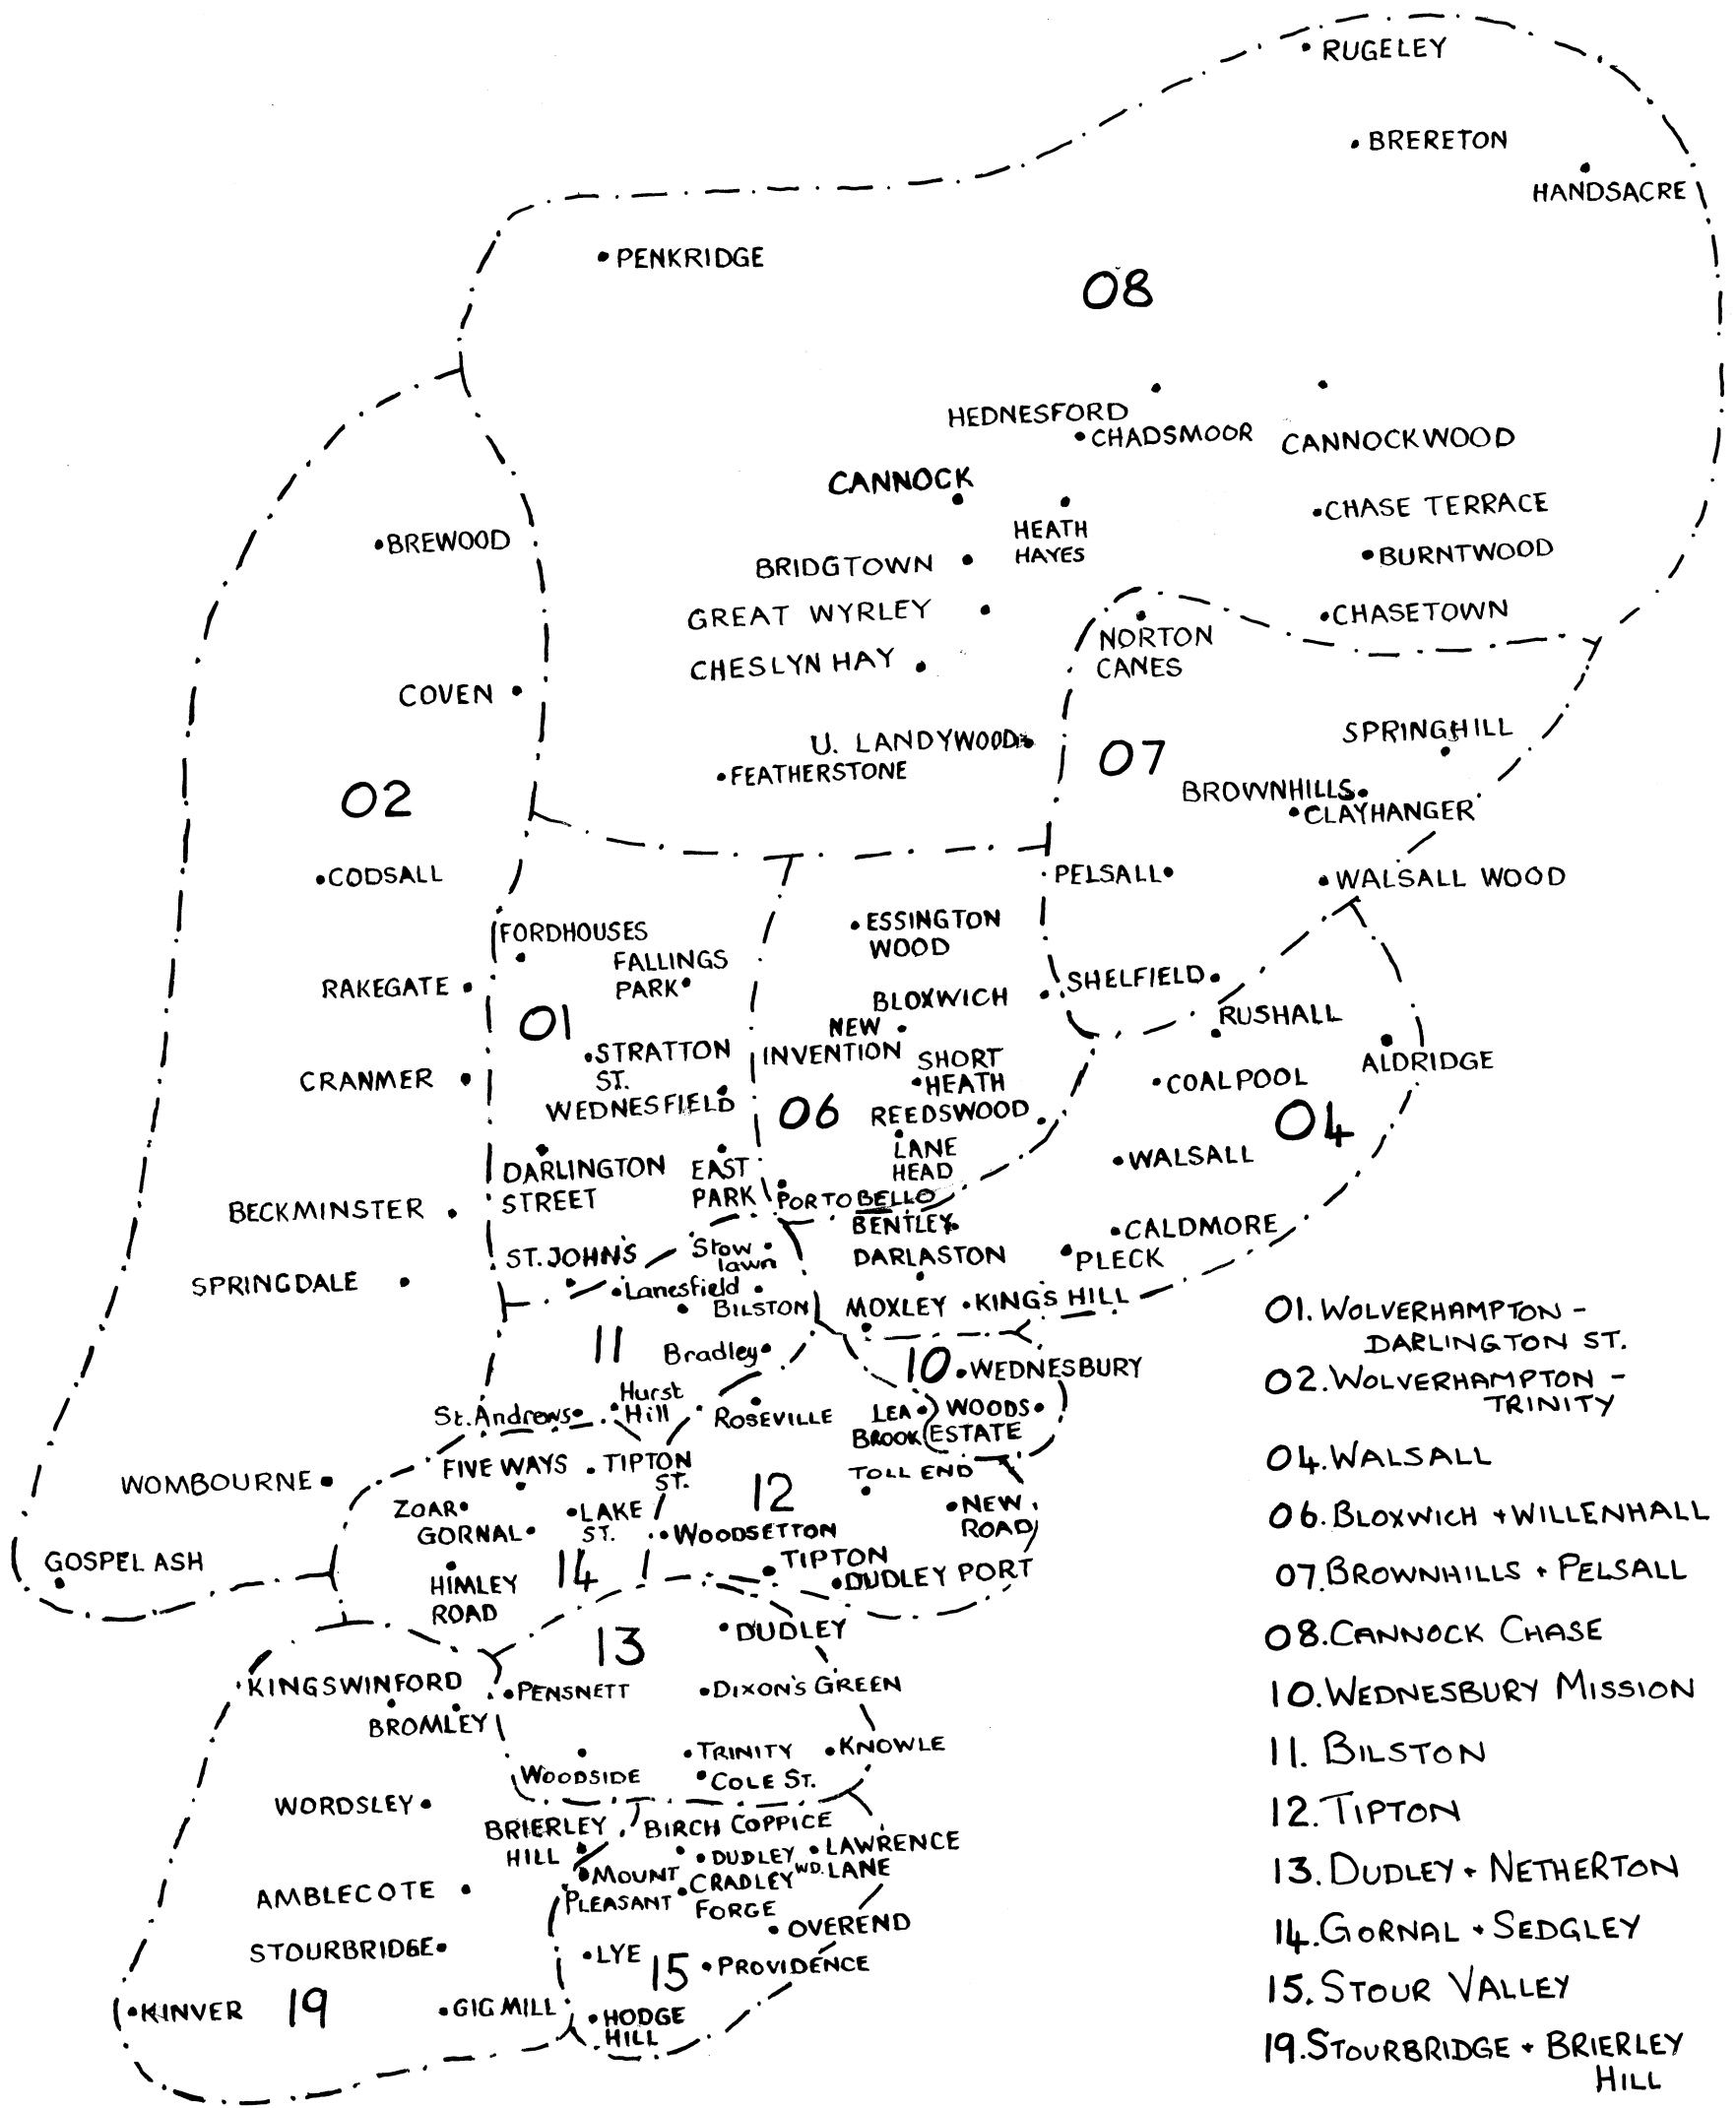 RUGELEY
BRERETON
HANDSACRE
PENKRIDGE
08
HEDNESFORD
CHADSMOOR
CANNOCKWOOD
CANNOCK
CHASE TERRACE
HEATH
HAYES
BREWOOD
BURNTWOOD
BRIDGTOWN
GREAT WYRLEY
CHASETOWN
NORTON
CANES
CHESLYN HAY
COVEN
SPRINGHILL
U. LANDYWOOD
07
FEATHERSTONE
02
BROWNHILLS
CLAYHANGER
CODSALL
PELSALL
WALSALL WOOD
FORDHOUSES
ESSINGTON
WOOD
FALLINGS
PARK
RAKEGATE
SHELFIELD
BLOXWICH
01
NEW
INVENTION
RUSHALL
STRATTON
ST.
SHORT
HEATH
ALDRIDGE
CRANMER
COALPOOL
WEDNESFIELD
06
REEDSWOOD
04
LANE
HEAD
WALSALL
DARLINGTON
STREET
EAST
PARK
PORTOBELLO
BECKMINSTER
BENTLEY
CALDMORE
ST. JOHN'S
Stow
lawn
DARLASTON
PLECK
SPRINGDALE
Lanesfield
BILSTON
MOXLEY
KING'S HILL
11
Bradley
10
WEDNESBURY
St. Andrews
Hurst
Hill
ROSEVILLE
LEA
BROOK
WOODS
ESTATE
WOMBOURNE
FIVE WAYS
TIPTON
ST.
TOLL END
12
ZOAR
LAKE
ST.
NEW
ROAD
GORNAL
WOODSETTON
GOSPEL ASH
14
TIPTON
DUDLEY PORT
HIMLEY
ROAD
13
DUDLEY
KINGSWINFORD
PENSNETT
DIXON'S GREEN
BROMLEY
TRINITY
KNOWLE
WOODSIDE
COLE ST.
WORDSLEY
BRIERLEY
HILL
BIRCH COPPICE
DUDLEY
WD.
LAWRENCE
LANE
MOUNT
PLEASANT
CRADLEY
FORGE
AMBLECOTE
OVEREND
STOURBRIDGE
LYE
15
PROVIDENCE
KINVER
19
GIG MILL
HODGE
HILL
01. WOLVERHAMPTON -
DARLINGTON ST.
02. WOLVERHAMPTON -
TRINITY
04. WALSALL
06. BLOXWICH + WILLENHALL
07. BROWNHILLS + PELSALL
08. CANNOCK CHASE
10. WEDNESBURY MISSION
11. BILSTON
12. TIPTON
13. DUDLEY + NETHERTON
14. GORNAL + SEDGLEY
15. STOUR VALLEY
19. STOURBRIDGE + BRIERLEY
HILL